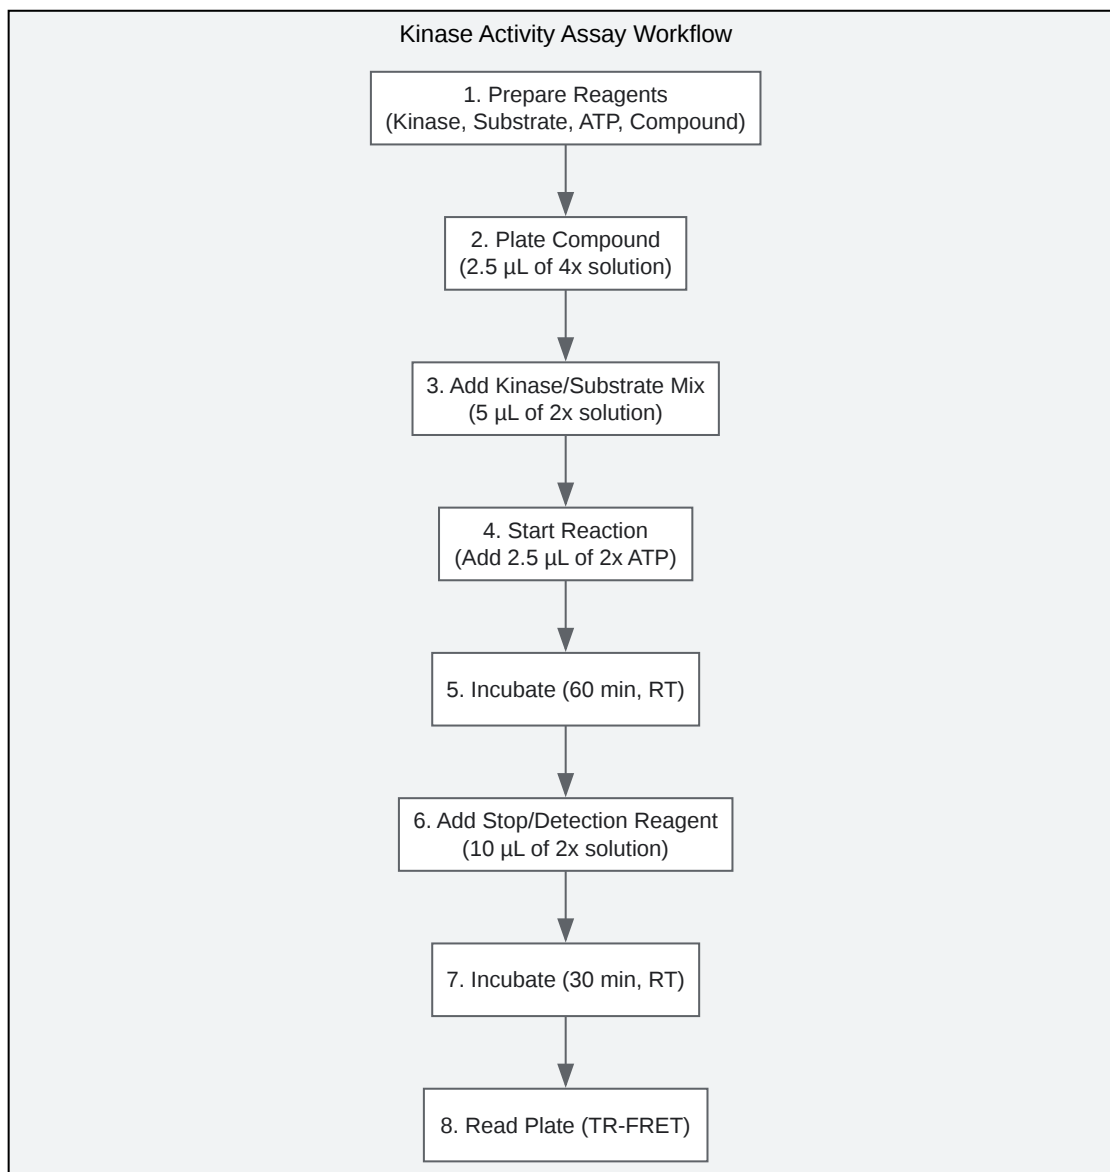 Kinase Activity Assay Workflow
1. Prepare Reagents
(Kinase, Substrate, ATP, Compound)
2. Plate Compound
(2.5 µL of 4x solution)
3. Add Kinase/Substrate Mix
(5 µL of 2x solution)
4. Start Reaction
(Add 2.5 µL of 2x ATP)
5. Incubate (60 min, RT)
6. Add Stop/Detection Reagent
(10 µL of 2x solution)
7. Incubate (30 min, RT)
8. Read Plate (TR-FRET)